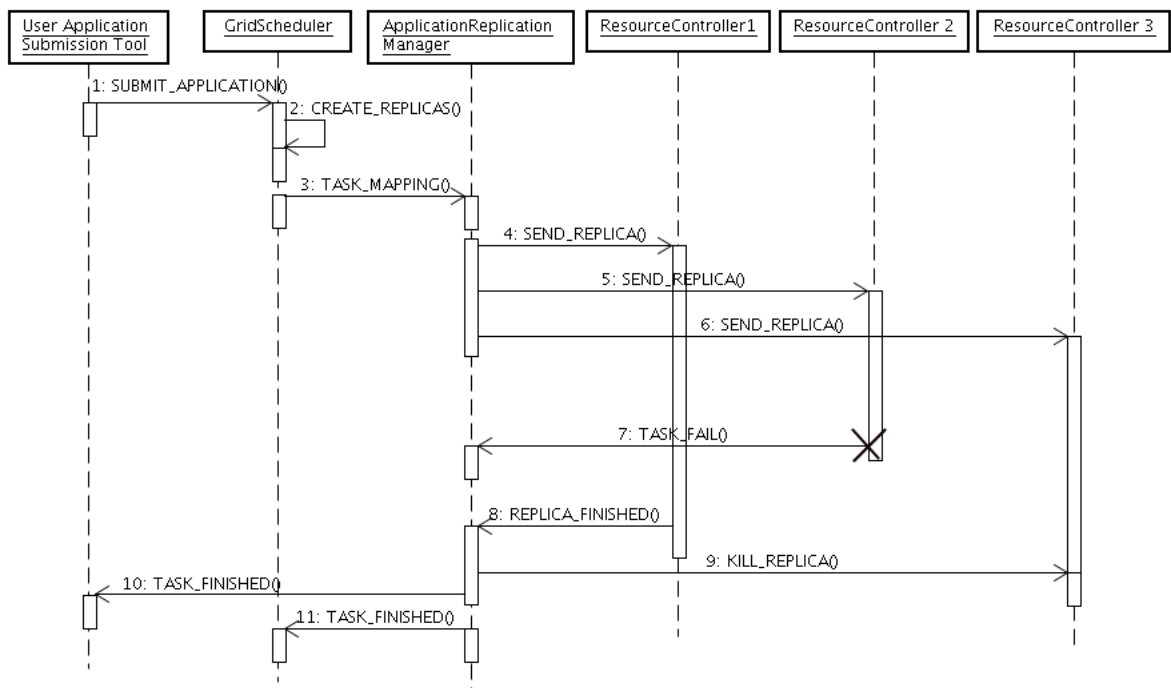 User Application
Submission Tool
GridScheduler
ApplicationReplication
Manager
ResourceController1
ResourceController 2
ResourceController 3
1: SUBMIT_APPLICATION()
2: CREATE_REPLICAS()
3: TASK_MAPPING()
4: SEND_REPLICA()
5: SEND_REPLICA()
6: SEND_REPLICA()
7: TASK_FAIL()
8: REPLICA_FINISHED()
9: KILL_REPLICA()
10: TASK_FINISHED()
11: TASK_FINISHED()